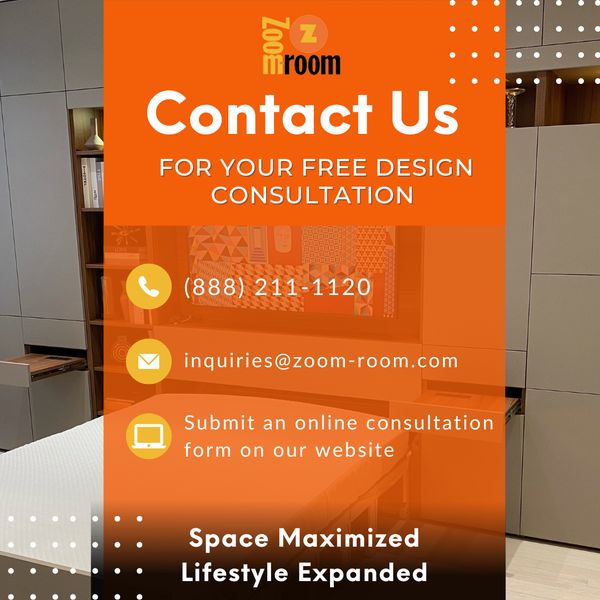 Zoom-room
Z
Contact Us
FOR YOUR FREE DESIGN
CONSULTATION
(888) 211-1120
inquiries@zoom-room.com
Submit an online consultation
form on our website
Space Maximized
Lifestyle Expanded